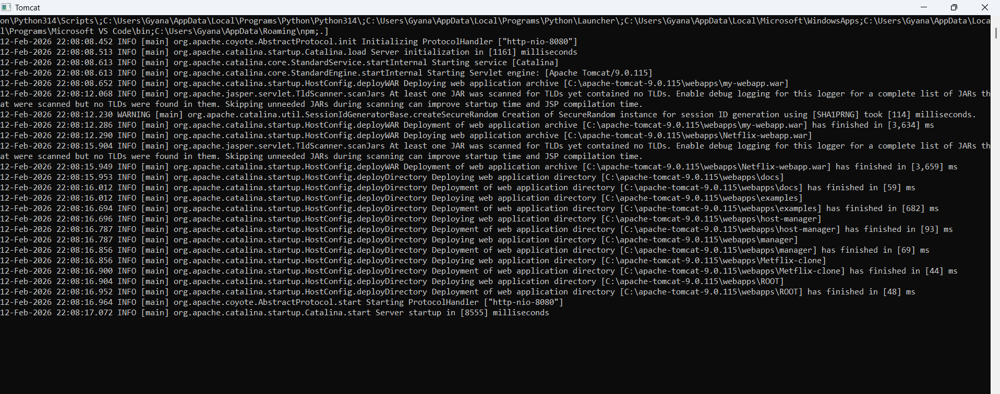 Tomcat
on\Python314\Scripts\;C:\Users\Gyana\AppData\Local\Programs\Python\Python314\;C:\Users\Gyana\AppData\Local\Programs\Python\Launcher\;C:\Users\Gyana\AppData\Local\Microsoft\WindowsApps;C:\Users\Gyana\AppData\Loca
l\Programs\Microsoft VS Code\bin;C:\Users\Gyana\AppData\Roaming\npm;.]
12-Feb-2026 22:08:08.452 INFO [main] org.apache.coyote.AbstractProtocol.init Initializing ProtocolHandler ["http-nio-8080"]
12-Feb-2026 22:08:08.513 INFO [main] org.apache.catalina.startup.Catalina.load Server initialization in [1161] milliseconds
12-Feb-2026 22:08:08.613 INFO [main] org.apache.catalina.core.StandardService.startInternal Starting service [Catalina]
12-Feb-2026 22:08:08.613 INFO [main] org.apache.catalina.core.StandardEngine.startInternal Starting Servlet engine: [Apache Tomcat/9.0.115]
12-Feb-2026 22:08:08.652 INFO [main] org.apache.catalina.startup.HostConfig.deployWAR Deploying web application archive [C:\apache-tomcat-9.0.115\webapps\my-webapp.war]
12-Feb-2026 22:08:12.068 INFO [main] org.apache.jasper.servlet.TldScanner.scanJars At least one JAR was scanned for TLDs yet contained no TLDs. Enable debug logging for this logger for a complete list of JARs th
at were scanned but no TLDs were found in them. Skipping unneeded JARs during scanning can improve startup time and JSP compilation time.
12-Feb-2026 22:08:12.230 WARNING [main] org.apache.catalina.util.SessionIdGeneratorBase.createSecureRandom Creation of SecureRandom instance for session ID generation using [SHA1PRNG] took [114] milliseconds.
12-Feb-2026 22:08:12.286 INFO [main] org.apache.catalina.startup.HostConfig.deployWAR Deployment of web application archive [C:\apache-tomcat-9.0.115\webapps\my-webapp.war] has finished in [3,634] ms
12-Feb-2026 22:08:12.290 INFO [main] org.apache.catalina.startup.HostConfig.deployWAR Deploying web application archive [C:\apache-tomcat-9.0.115\webapps\Netflix-webapp.war]
12-Feb-2026 22:08:15.904 INFO [main] org.apache.jasper.servlet.TldScanner.scanJars At least one JAR was scanned for TLDs yet contained no TLDs. Enable debug logging for this logger for a complete list of JARs th
at were scanned but no TLDs were found in them. Skipping unneeded JARs during scanning can improve startup time and JSP compilation time.
12-Feb-2026 22:08:15.949 INFO [main] org.apache.catalina.startup.HostConfig.deployWAR Deployment of web application archive [C:\apache-tomcat-9.0.115\webapps\Netflix-webapp.war] has finished in [3,659] ms
12-Feb-2026 22:08:15.953 INFO [main] org.apache.catalina.startup.HostConfig.deployDirectory Deploying web application directory [C:\apache-tomcat-9.0.115\webapps\docs]
12-Feb-2026 22:08:16.012 INFO [main] org.apache.catalina.startup.HostConfig.deployDirectory Deployment of web application directory [C:\apache-tomcat-9.0.115\webapps\docs] has finished in [59] ms
12-Feb-2026 22:08:16.012 INFO [main] org.apache.catalina.startup.HostConfig.deployDirectory Deploying web application directory [C:\apache-tomcat-9.0.115\webapps\examples]
12-Feb-2026 22:08:16.694 INFO [main] org.apache.catalina.startup.HostConfig.deployDirectory Deployment of web application directory [C:\apache-tomcat-9.0.115\webapps\examples] has finished in [682] ms
12-Feb-2026 22:08:16.696 INFO [main] org.apache.catalina.startup.HostConfig.deployDirectory Deploying web application directory [C:\apache-tomcat-9.0.115\webapps\host-manager]
12-Feb-2026 22:08:16.787 INFO [main] org.apache.catalina.startup.HostConfig.deployDirectory Deployment of web application directory [C:\apache-tomcat-9.0.115\webapps\host-manager] has finished in [93] ms
12-Feb-2026 22:08:16.787 INFO [main] org.apache.catalina.startup.HostConfig.deployDirectory Deploying web application directory [C:\apache-tomcat-9.0.115\webapps\manager]
12-Feb-2026 22:08:16.856 INFO [main] org.apache.catalina.startup.HostConfig.deployDirectory Deployment of web application directory [C:\apache-tomcat-9.0.115\webapps\manager] has finished in [69] ms
12-Feb-2026 22:08:16.856 INFO [main] org.apache.catalina.startup.HostConfig.deployDirectory Deploying web application directory [C:\apache-tomcat-9.0.115\webapps\Metflix-clone]
12-Feb-2026 22:08:16.900 INFO [main] org.apache.catalina.startup.HostConfig.deployDirectory Deployment of web application directory [C:\apache-tomcat-9.0.115\webapps\Metflix-clone] has finished in [44] ms
12-Feb-2026 22:08:16.904 INFO [main] org.apache.catalina.startup.HostConfig.deployDirectory Deploying web application directory [C:\apache-tomcat-9.0.115\webapps\ROOT]
12-Feb-2026 22:08:16.952 INFO [main] org.apache.catalina.startup.HostConfig.deployDirectory Deployment of web application directory [C:\apache-tomcat-9.0.115\webapps\ROOT] has finished in [48] ms
12-Feb-2026 22:08:16.964 INFO [main] org.apache.coyote.AbstractProtocol.start Starting ProtocolHandler ["http-nio-8080"]
12-Feb-2026 22:08:17.072 INFO [main] org.apache.catalina.startup.Catalina.start Server startup in [8555] milliseconds